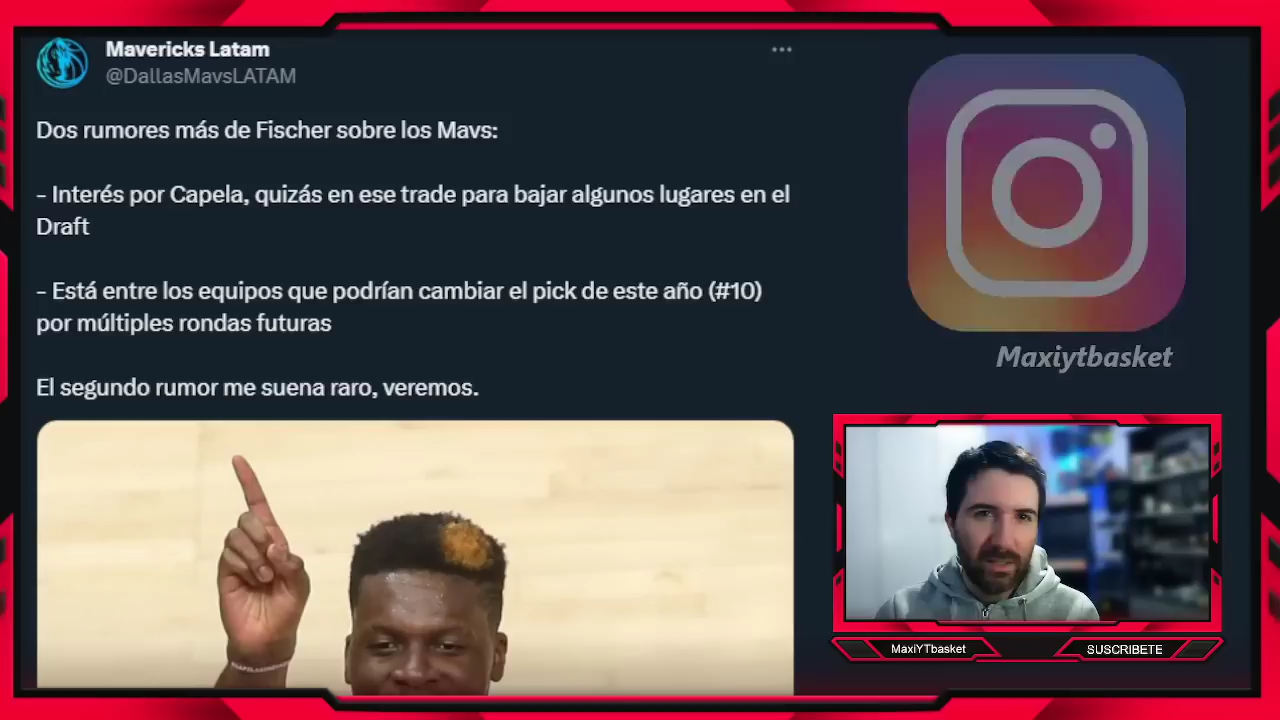 Mavericks Latam
@DallasMavsLATAM
Dos rumores más de Fischer sobre los Mavs:
- Interés por Capela, quizás en ese trade para bajar algunos lugares en el
Draft
- Está entre los equipos que podrían cambiar el pick de este año (#10)
por múltiples rondas futuras
El segundo rumor me suena raro, veremos.
Maxiytbasket
MaxiYTbasket
SUSCRIBETE